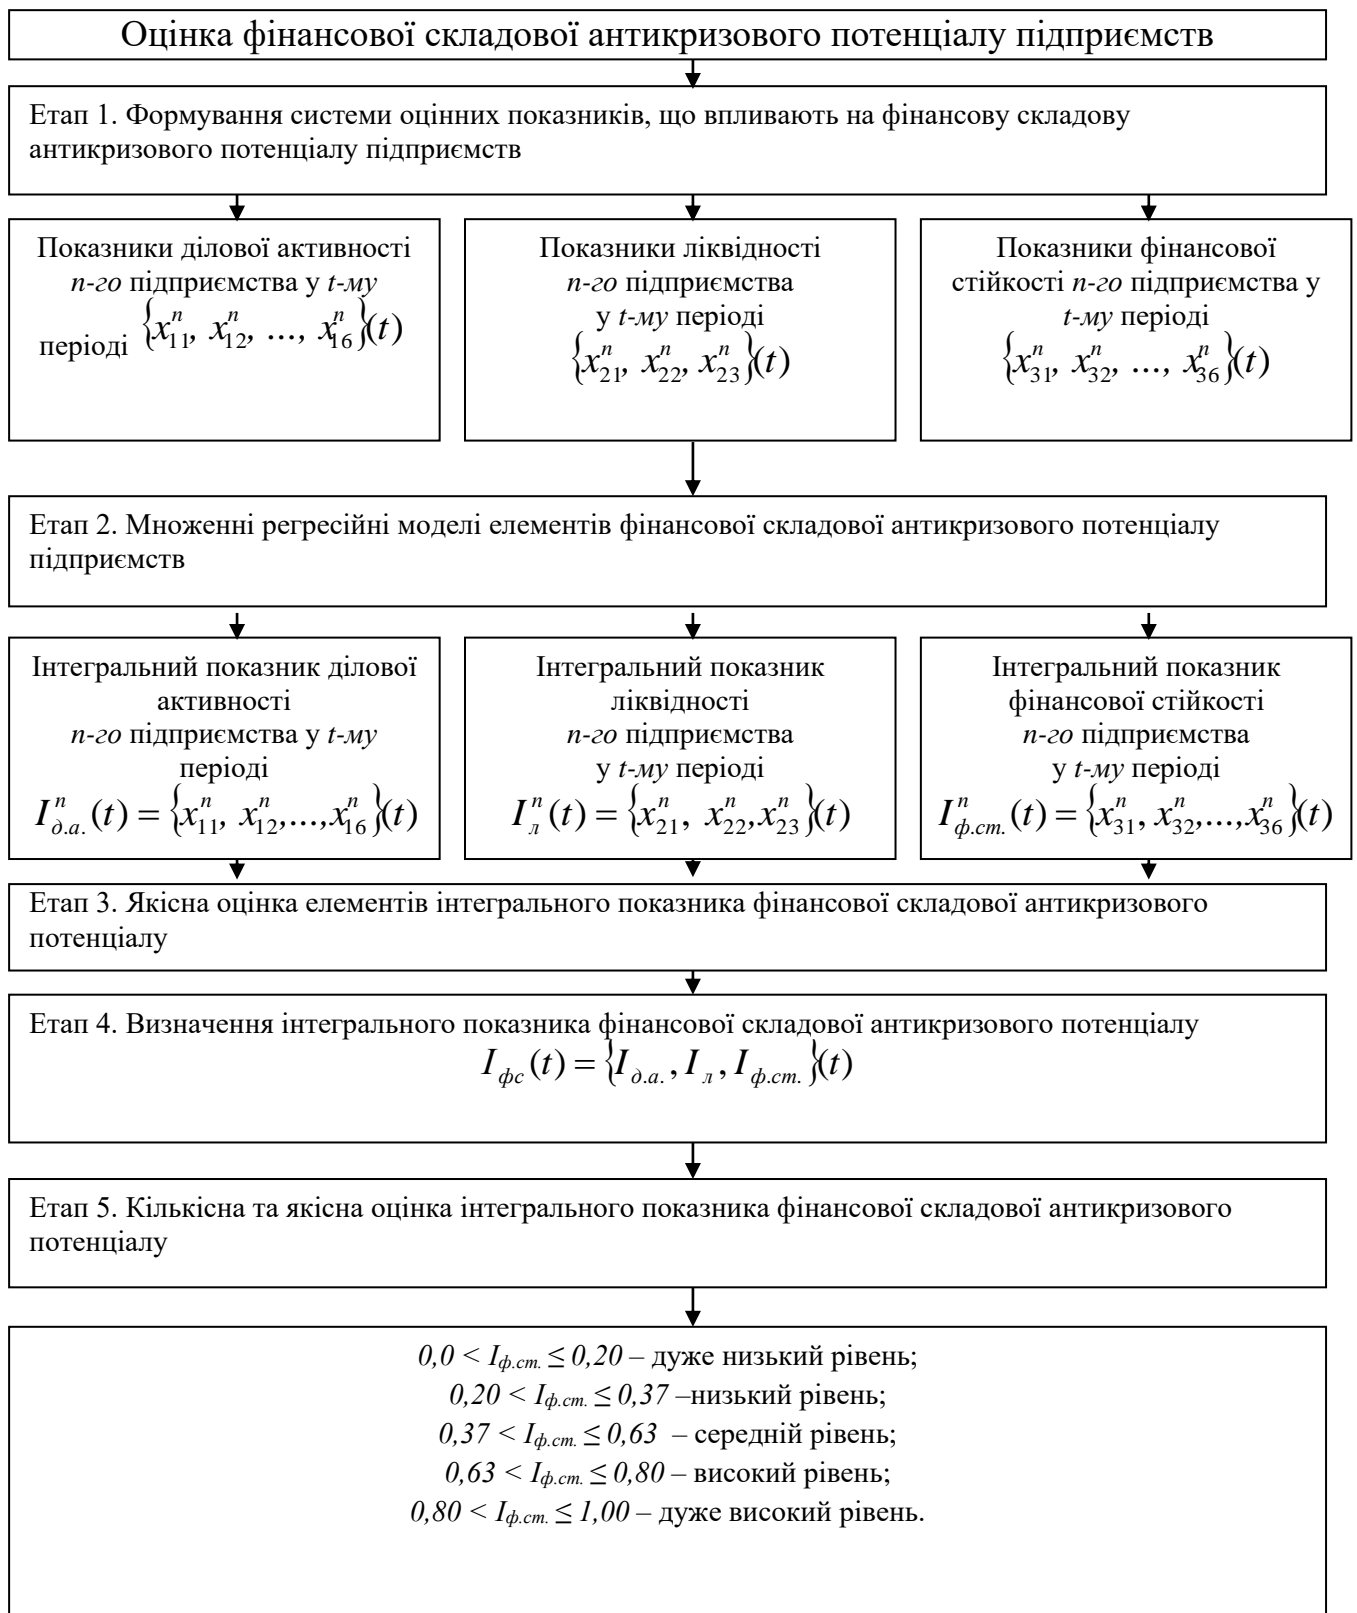 Оцінка фінансової складової антикризового потенціалу підприємств
Етап 1. Формування системи оцінних показників, що впливають на фінансову складову
антикризового потенціалу підприємств
Показники ділової активності
n-го підприємства у t-му
періоді {x₁₁ⁿ, x₁₂ⁿ, ..., x₁₆ⁿ}(t)
Показники ліквідності
n-го підприємства
у t-му періоді
{x₂₁ⁿ, x₂₂ⁿ, x₂₃ⁿ}(t)
Показники фінансової
стійкості n-го підприємства у
t-му періоді
{x₃₁ⁿ, x₃₂ⁿ, ..., x₃₆ⁿ}(t)
Етап 2. Множенні регресійні моделі елементів фінансової складової антикризового потенціалу
підприємств
Інтегральний показник ділової
активності
n-го підприємства у t-му
періоді
Iд.а.ⁿ(t) = {x₁₁ⁿ, x₁₂ⁿ,...,x₁₆ⁿ}(t)
Інтегральний показник
ліквідності
n-го підприємства
у t-му періоді
Iлⁿ(t) = {x₂₁ⁿ, x₂₂ⁿ,x₂₃ⁿ}(t)
Інтегральний показник
фінансової стійкості
n-го підприємства
у t-му періоді
Iф.ст.ⁿ(t) = {x₃₁ⁿ, x₃₂ⁿ,...,x₃₆ⁿ}(t)
Етап 3. Якісна оцінка елементів інтегрального показника фінансової складової антикризового
потенціалу
Етап 4. Визначення інтегрального показника фінансової складової антикризового потенціалу
Iфс(t) = {Iд.а., Iл, Iф.ст.}(t)
Етап 5. Кількісна та якісна оцінка інтегрального показника фінансової складової антикризового
потенціалу
0,0 < Iф.ст. ≤ 0,20 – дуже низький рівень;
0,20 < Iф.ст. ≤ 0,37 –низький рівень;
0,37 < Iф.ст. ≤ 0,63 – середній рівень;
0,63 < Iф.ст. ≤ 0,80 – високий рівень;
0,80 < Iф.ст. ≤ 1,00 – дуже високий рівень.